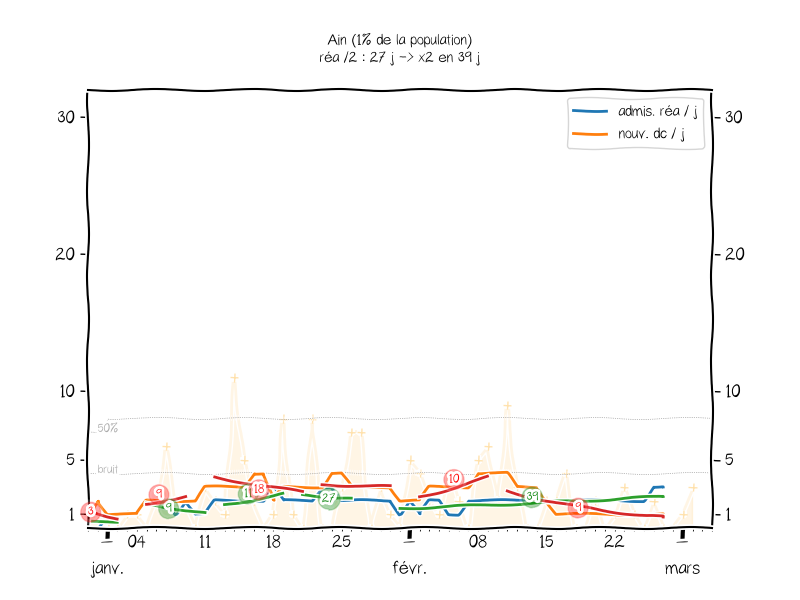 Ain (1% de la population)
réa /2 : 27 j -> x2 en 39 j
admis. réa / j
nouv. dc / j
30 30
20 20
10 10
50%
5 5
bruit
1 1
3 9 9 18 27 10 39 9
04 11 18 25 08 15 22
janv. févr. mars